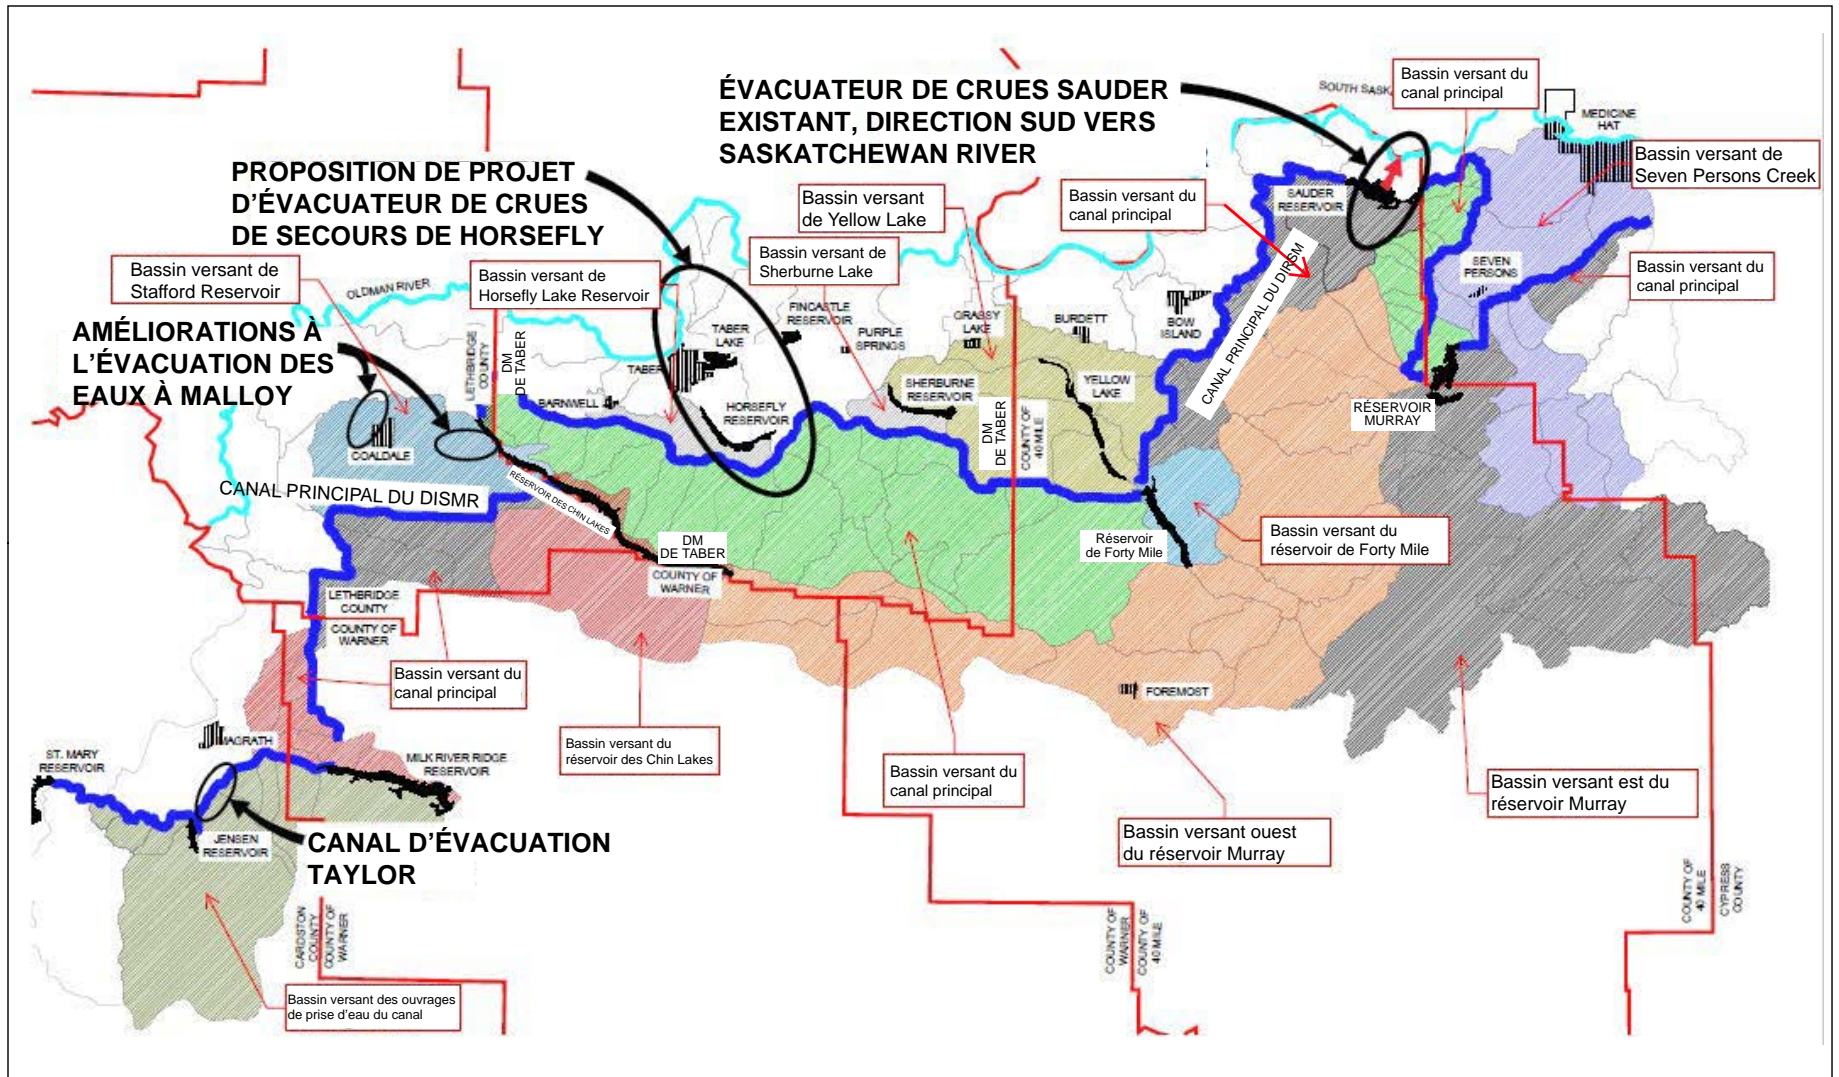 ÉVACUATEUR DE CRUES SAUDER
EXISTANT, DIRECTION SUD VERS
SASKATCHEWAN RIVER
Bassin versant du
canal principal
SOUTH SASK
MEDICINE
HAT
PROPOSITION DE PROJET
D'ÉVACUATEUR DE CRUES
DE SECOURS DE HORSEFLY
Bassin versant
de Yellow Lake
Bassin versant du
canal principal
SAUDER
RESERVOIR
Bassin versant de
Seven Persons Creek
Bassin versant de
Stafford Reservoir
OLDMAN RIVER
Bassin versant de
Horsefly Lake Reservoir
Bassin versant de
Sherburne Lake
SEVEN
PERSONS
Bassin versant du
canal principal
AMÉLIORATIONS À
L'ÉVACUATION DES
EAUX À MALLOY
LETHBRIDGE
COUNTY
DM
DE TABER
TABER
LAKE
TABER
FINCASTLE
RESERVOIR
PURPLE
SPRINGS
GRASSY
LAKE
BURDETT
BOW
ISLAND
CANAL PRINCIPAL DU DIRSM
BARNWELL
HORSEFLY
RESERVOIR
SHERBURNE
RESERVOIR
YELLOW
LAKE
RÉSERVOIR
MURRAY
COALDALE
DM
DE TABER
COUNTY OF
40 MILE
CANAL PRINCIPAL DU DISMR
RÉSERVOIR DES CHIN LAKES
DM
DE TABER
COUNTY OF
WARNER
Réservoir
de Forty Mile
Bassin versant du
réservoir de Forty Mile
LETHBRIDGE
COUNTY
COUNTY OF
WARNER
Bassin versant du
canal principal
FOREMOST
MAGRATH
ST. MARY
RESERVOIR
MILK RIVER RIDGE
RESERVOIR
Bassin versant du
réservoir des Chin Lakes
Bassin versant du
canal principal
Bassin versant est du
réservoir Murray
Bassin versant ouest
du réservoir Murray
JENSEN
RESERVOIR
CANAL D'ÉVACUATION
TAYLOR
CARDSTON
COUNTY
COUNTY OF
WARNER
COUNTY OF
WARNER
COUNTY OF
40 MILE
COUNTY OF
40 MILE
CYPRESS
COUNTY
Bassin versant des ouvrages
de prise d'eau du canal